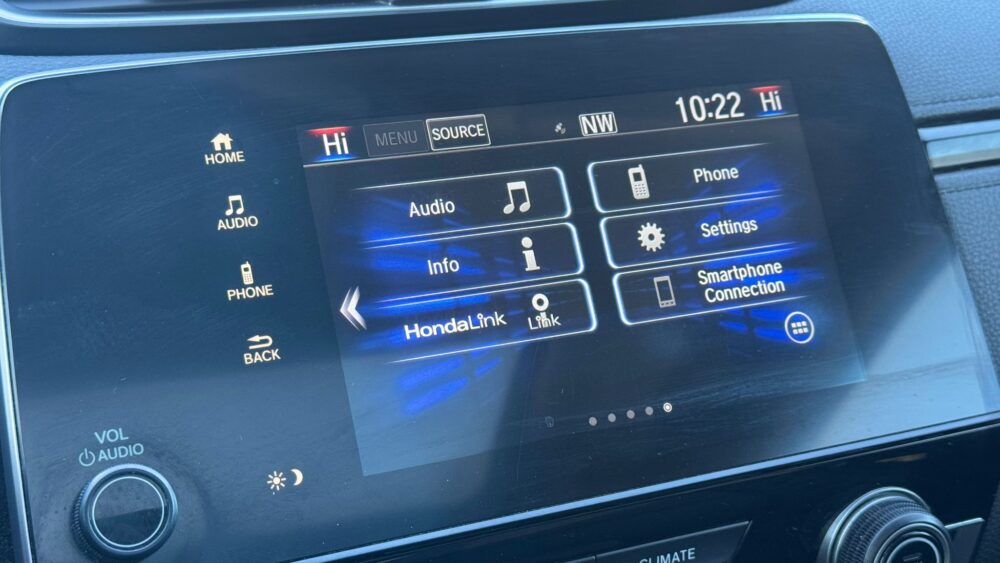 Hi MENU SOURCE NW 10:22 Hi
HOME
AUDIO
PHONE
BACK
Audio
Info
HondaLink Link
Phone
Settings
Smartphone
Connection
VOL
AUDIO
CLIMATE